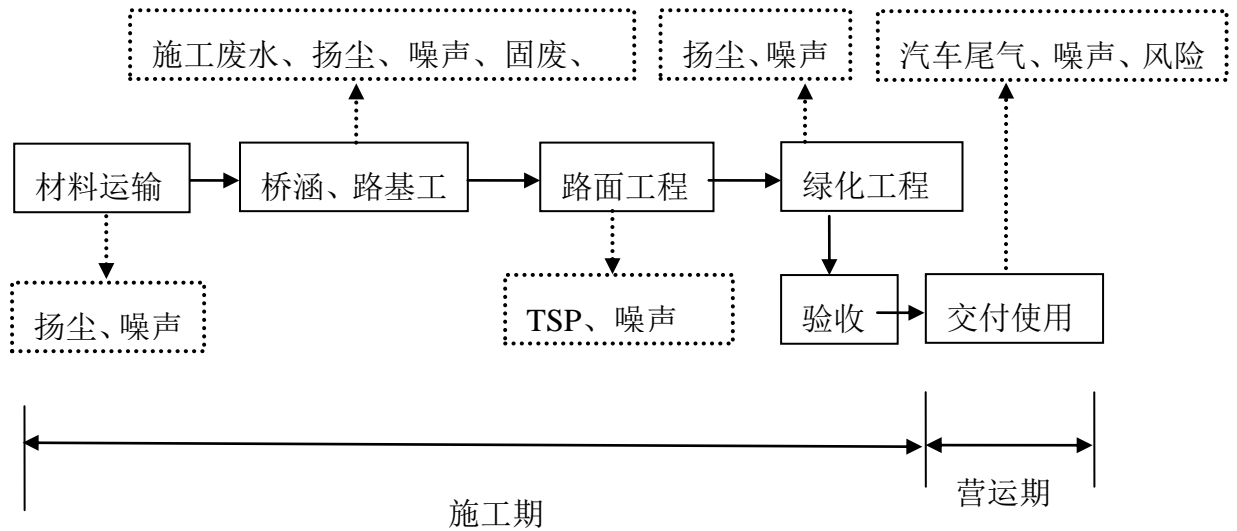 施工废水、扬尘、噪声、固废、
扬尘、噪声
汽车尾气、噪声、风险
材料运输
桥涵、路基工
路面工程
绿化工程
扬尘、噪声
TSP、噪声
验收
交付使用
施工期
营运期